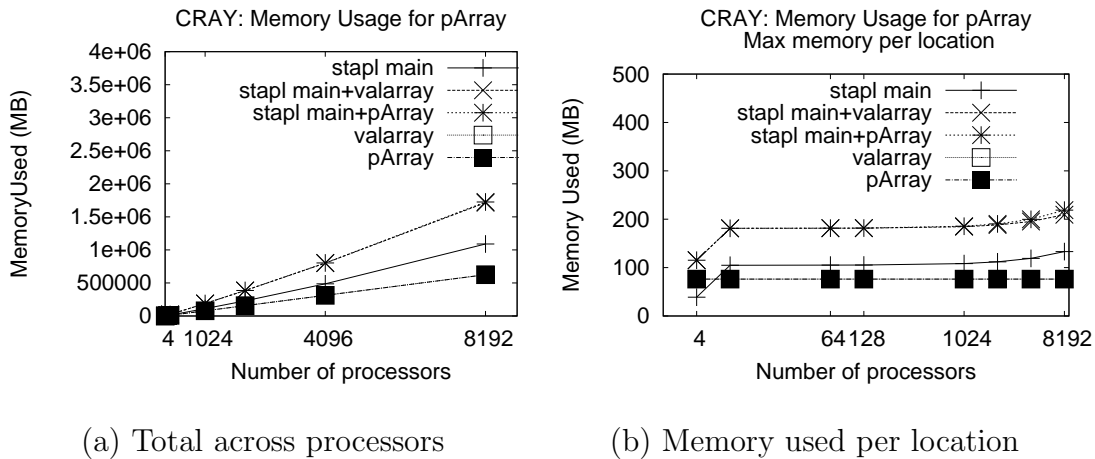 CRAY: Memory Usage for pArray
4e+06
3.5e+06
3e+06
2.5e+06
2e+06
1.5e+06
1e+06
500000
0
MemoryUsed (MB)
stapl main
stapl main+valarray
stapl main+pArray
valarray
pArray
4 1024 4096 8192
Number of processors
(a) Total across processors
CRAY: Memory Usage for pArray
Max memory per location
500
400
300
200
100
0
Memory Used (MB)
stapl main
stapl main+valarray
stapl main+pArray
valarray
pArray
4 64 128 1024 8192
Number of processors
(b) Memory used per location